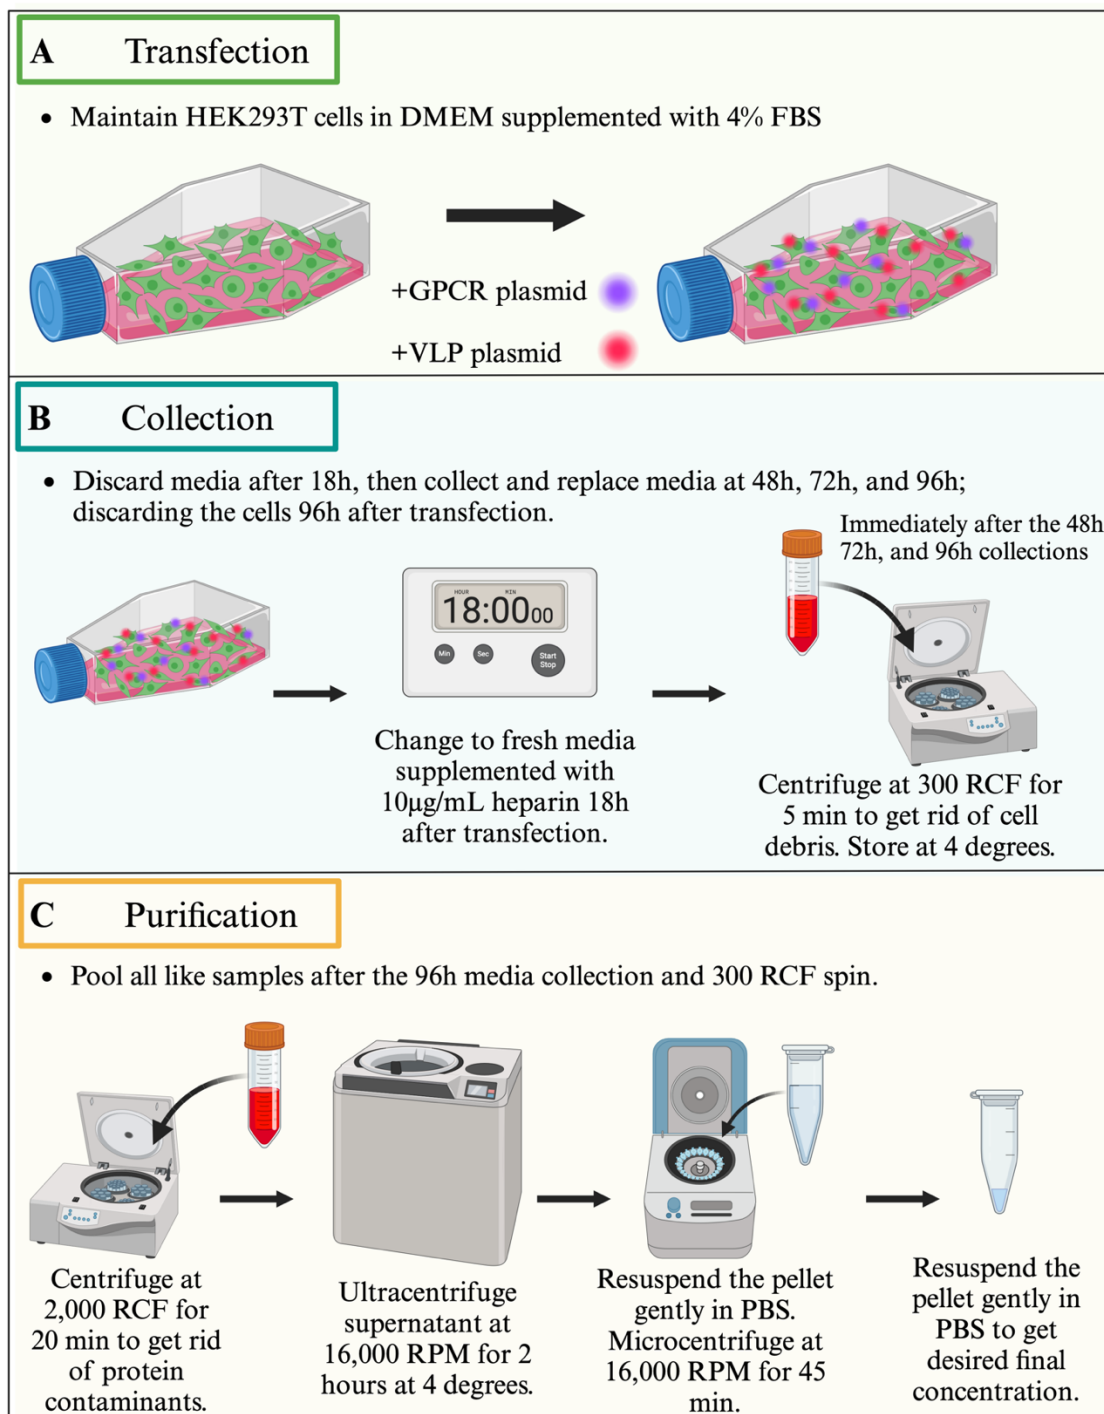 A Transfection
• Maintain HEK293T cells in DMEM supplemented with 4% FBS
+GPCR plasmid
+VLP plasmid
B Collection
• Discard media after 18h, then collect and replace media at 48h, 72h, and 96h;
discarding the cells 96h after transfection.
Immediately after the 48h
72h, and 96h collections
HOUR MIN
18:0000
Min Sec Start
Stop
Change to fresh media
supplemented with
10µg/mL heparin 18h
after transfection.
Centrifuge at 300 RCF for
5 min to get rid of cell
debris. Store at 4 degrees.
C Purification
• Pool all like samples after the 96h media collection and 300 RCF spin.
Centrifuge at
2,000 RCF for
20 min to get rid
of protein
contaminants.
Ultracentrifuge
supernatant at
16,000 RPM for 2
hours at 4 degrees.
Resuspend the pellet
gently in PBS.
Microcentrifuge at
16,000 RPM for 45
min.
Resuspend the
pellet gently in
PBS to get
desired final
concentration.